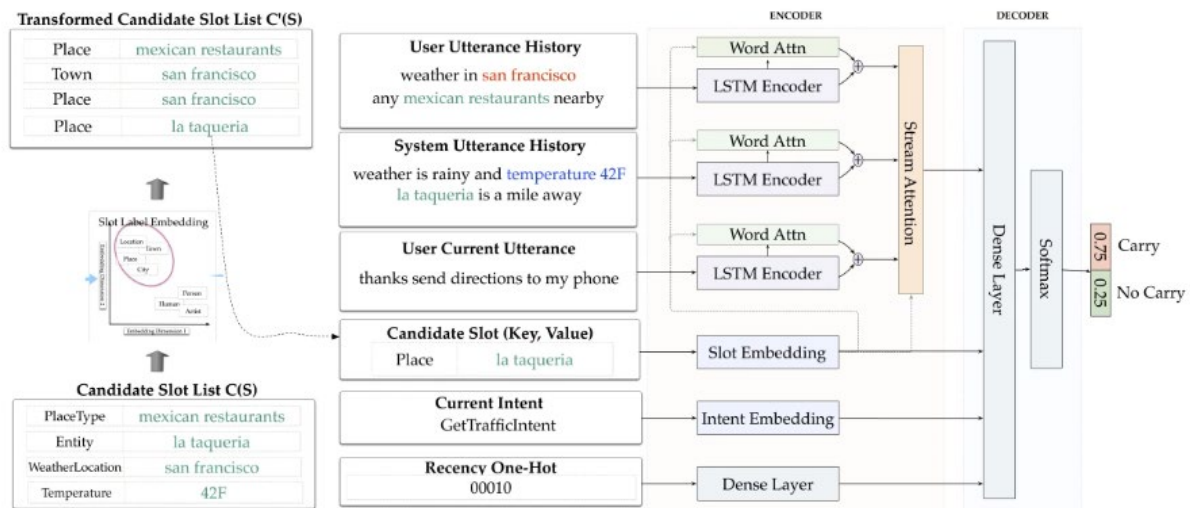 Transformed Candidate Slot List C'(S)
Place mexican restaurants
Town san francisco
Place san francisco
Place la taqueria
Slot Label Embedding
Location
Town
Place
City
Person
Human
Artist
Embedding Dimension 2
Embedding Dimension 1
Candidate Slot List C(S)
PlaceType mexican restaurants
Entity la taqueria
WeatherLocation san francisco
Temperature 42F
User Utterance History
weather in san francisco
any mexican restaurants nearby
System Utterance History
weather is rainy and temperature 42F
la taqueria is a mile away
User Current Utterance
thanks send directions to my phone
Candidate Slot (Key, Value)
Place la taqueria
Current Intent
GetTrafficIntent
Recency One-Hot
00010
ENCODER
Word Attn
LSTM Encoder
Word Attn
LSTM Encoder
Word Attn
LSTM Encoder
Stream Attention
Slot Embedding
Intent Embedding
Dense Layer
DECODER
Dense Layer
Softmax
0.75 Carry
0.25 No Carry